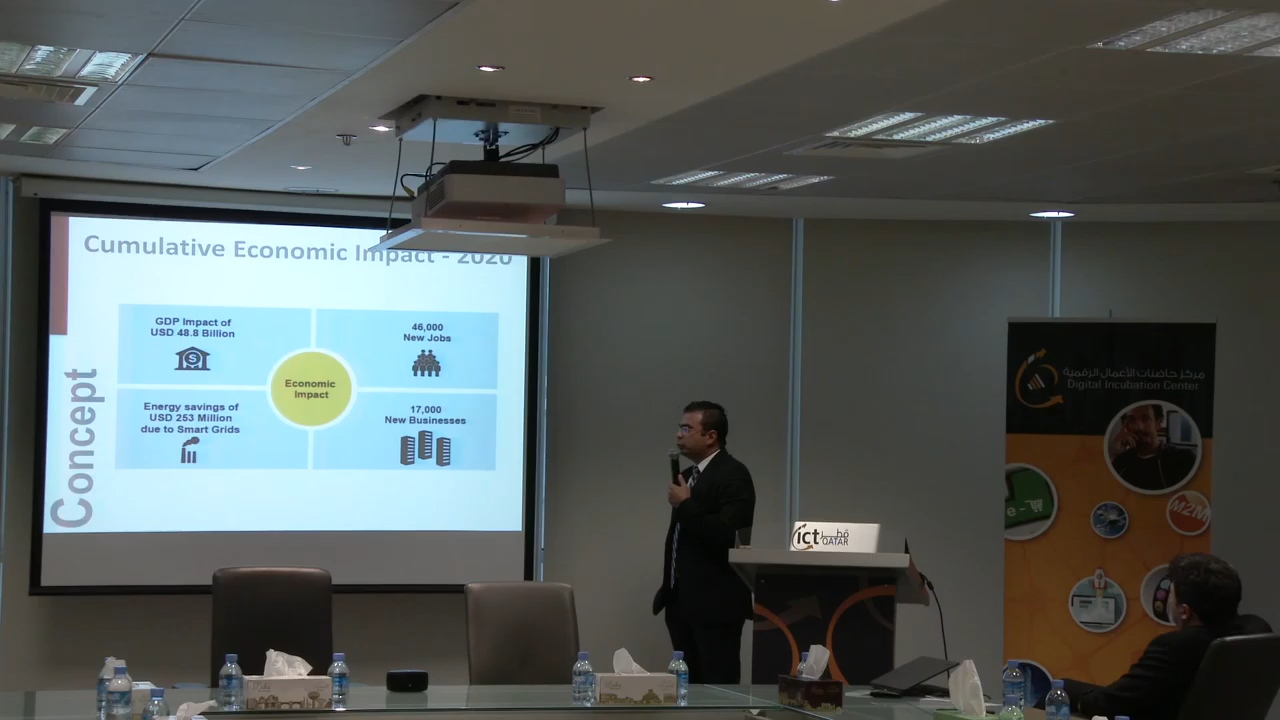 Cumulative Economic Impact - 2020
GDP Impact of
USD 48.8 Billion
46,000
New Jobs
Economic
Impact
Energy savings of
USD 253 Million
due to Smart Grids
17,000
New Businesses
Concept
ictQATAR
مركز حاضنات الأعمال الرقمية
Digital Incubation Center
e-
M2M